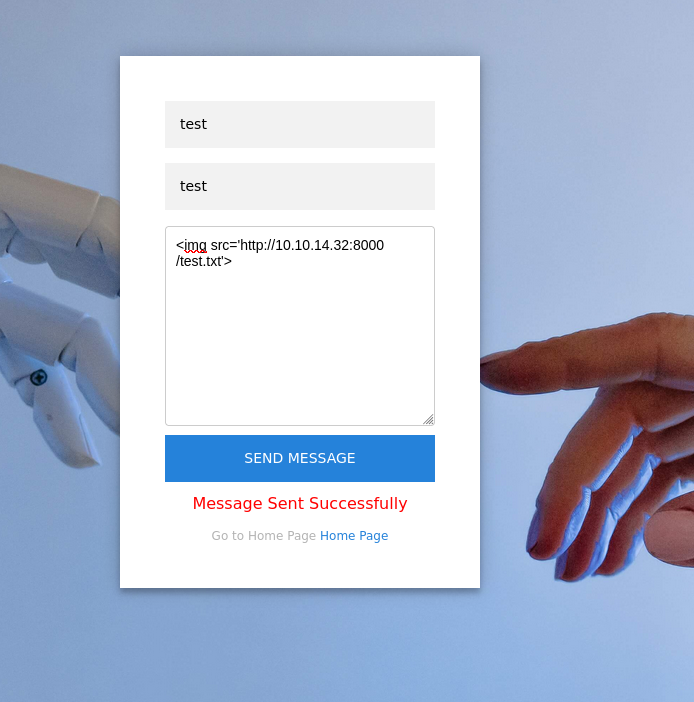 test
test
<img src='http://10.10.14.32:8000
/test.txt'>
SEND MESSAGE
Message Sent Successfully
Go to Home Page Home Page